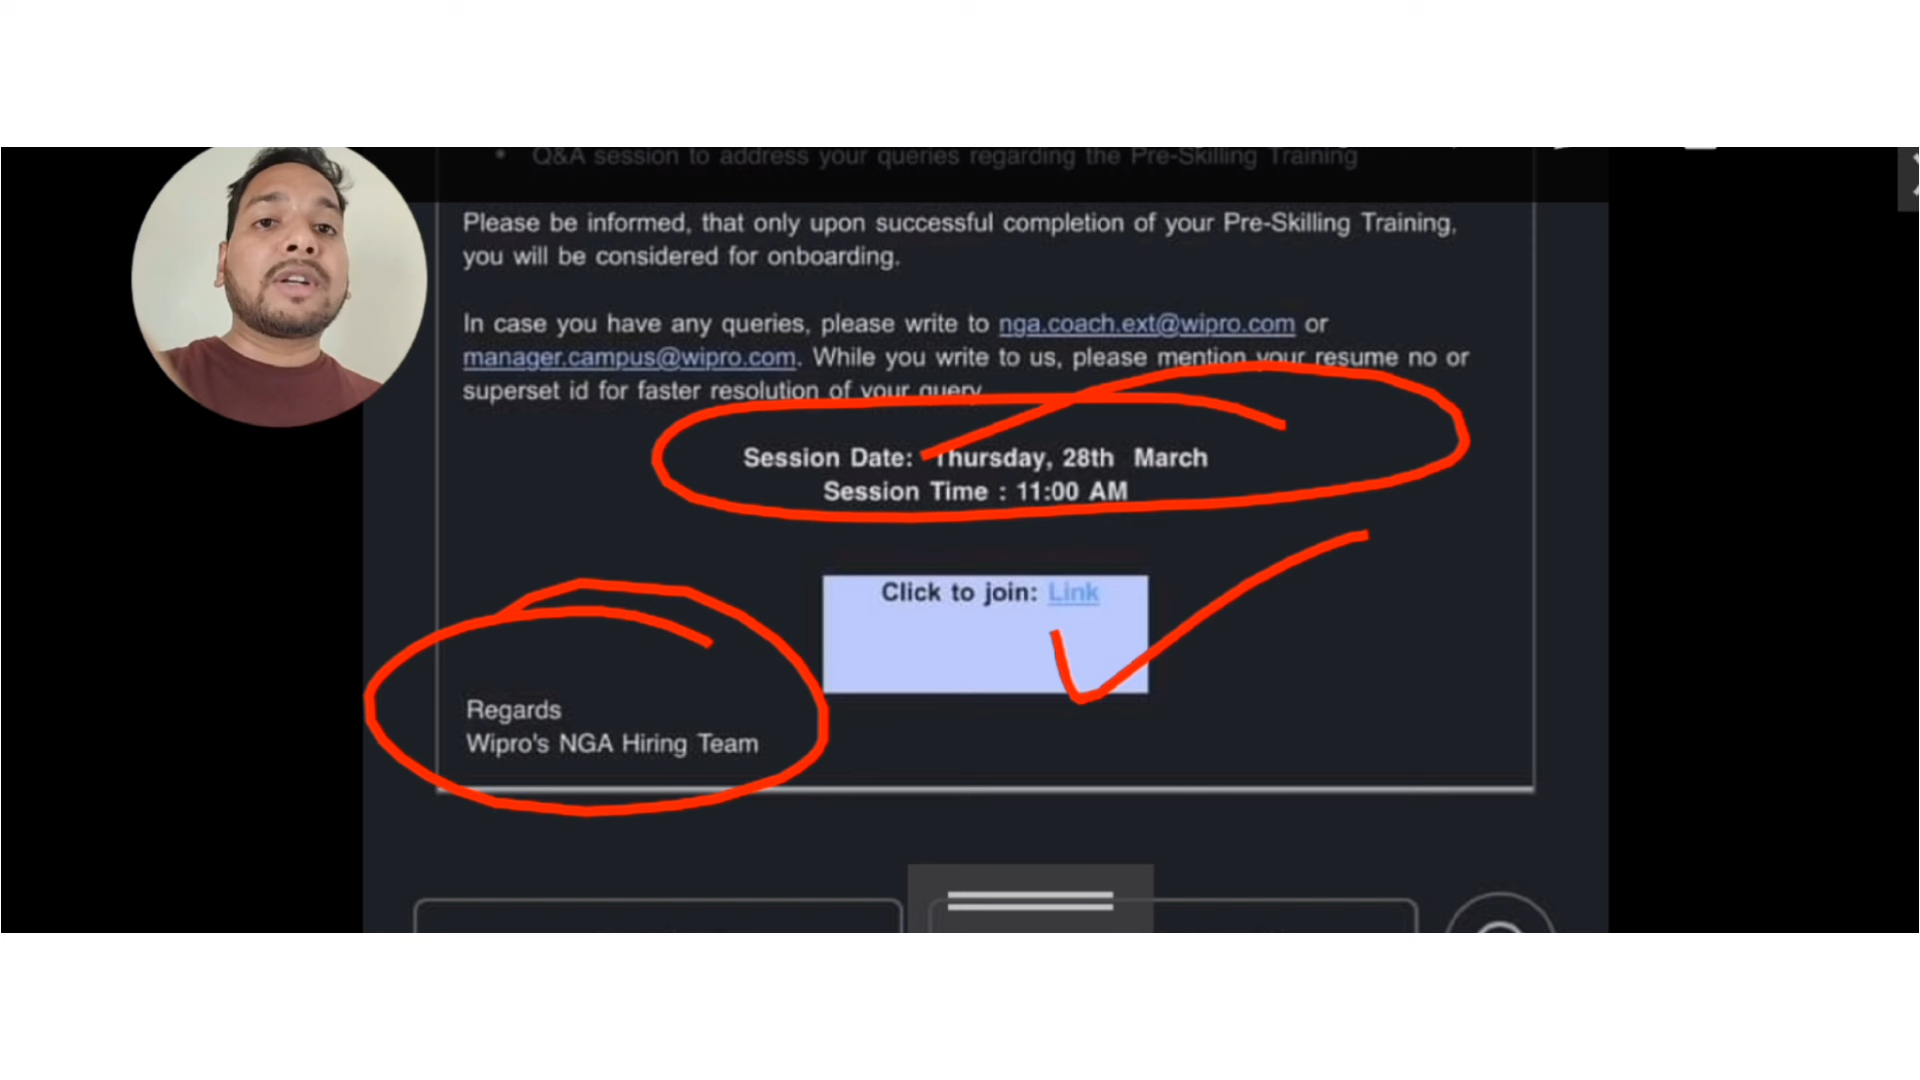 • Q&A session to address your queries regarding the Pre-Skilling Training
Please be informed, that only upon successful completion of your Pre-Skilling Training,
you will be considered for onboarding.
In case you have any queries, please write to nga.coach.ext@wipro.com or
manager.campus@wipro.com. While you write to us, please mention your resume no or
superset id for faster resolution of your query
Session Date: Thursday, 28th March
Session Time : 11:00 AM
Click to join: Link
Regards
Wipro's NGA Hiring Team